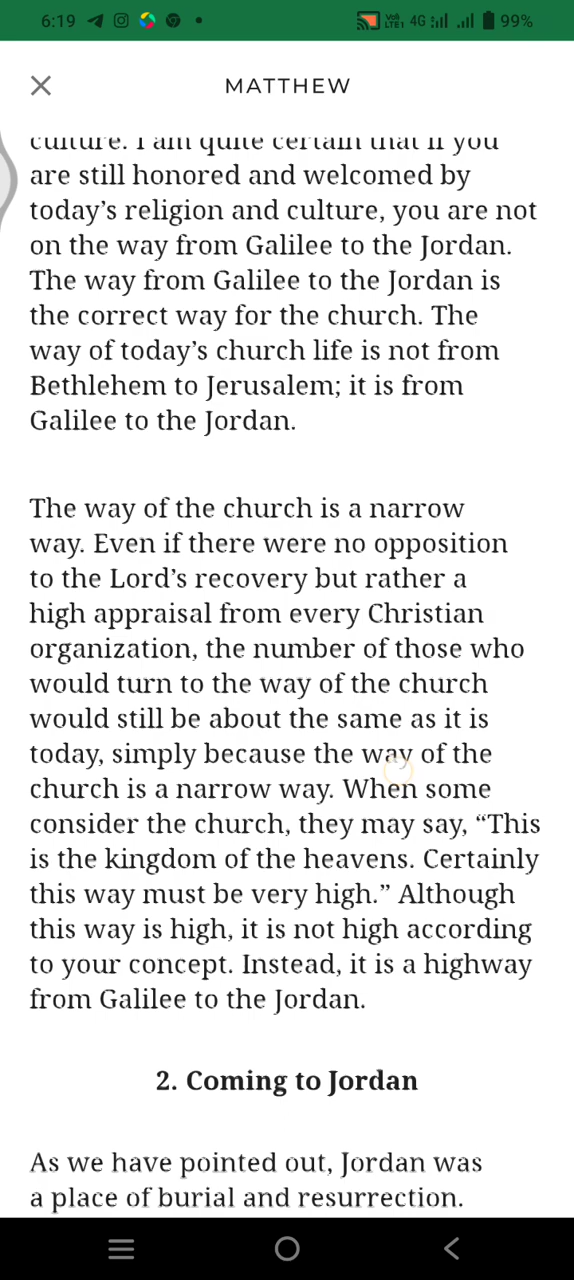 6:19
4G
99%
MATTHEW
culture. I am quite certain that if you
are still honored and welcomed by
today’s religion and culture, you are not
on the way from Galilee to the Jordan.
The way from Galilee to the Jordan is
the correct way for the church. The
way of today’s church life is not from
Bethlehem to Jerusalem; it is from
Galilee to the Jordan.
The way of the church is a narrow
way. Even if there were no opposition
to the Lord’s recovery but rather a
high appraisal from every Christian
organization, the number of those who
would turn to the way of the church
would still be about the same as it is
today, simply because the way of the
church is a narrow way. When some
consider the church, they may say, “This
is the kingdom of the heavens. Certainly
this way must be very high.” Although
this way is high, it is not high according
to your concept. Instead, it is a highway
from Galilee to the Jordan.
2. Coming to Jordan
As we have pointed out, Jordan was
a place of burial and resurrection.